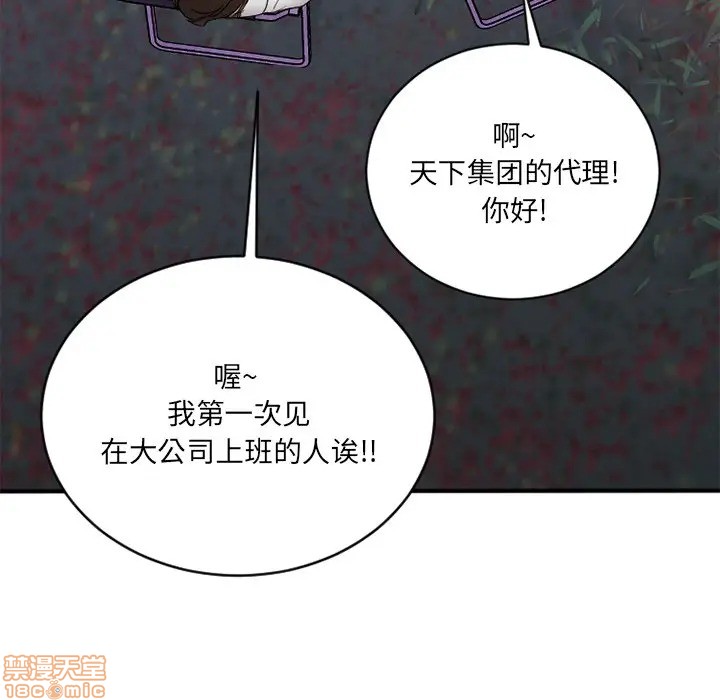 啊~
天下集团的代理!
你好!
喔~
我第一次见
在大公司上班的人诶!!
禁漫天堂
18comic